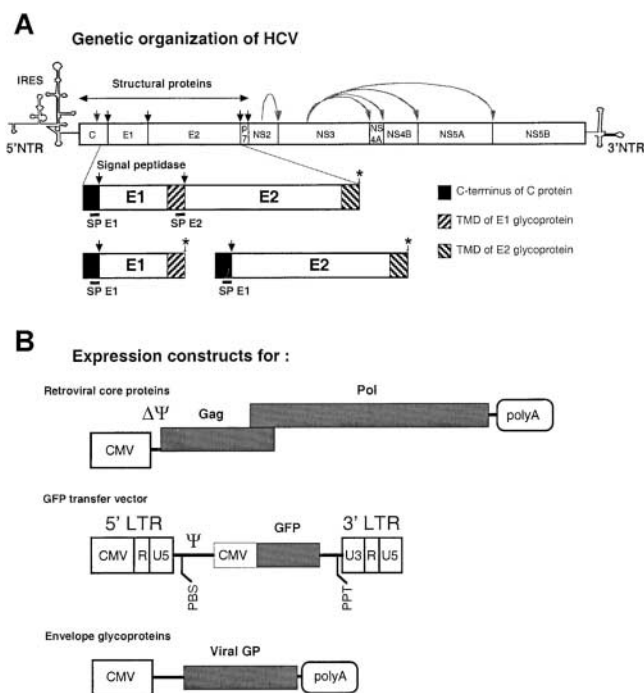 A
Genetic organization of HCV
IRES
Structural proteins
C E1 E2 p7 NS2 NS3 NS4A NS4B NS5A NS5B
5'NTR
3'NTR
Signal peptidase
*
E1 E2
SP E1 SP E2
C-terminus of C protein
TMD of E1 glycoprotein
TMD of E2 glycoprotein
* *
E1 E2
SP E1 SP E1
B
Expression constructs for :
Retroviral core proteins
Pol
ΔΨ Gag
polyA
CMV
GFP transfer vector
5' LTR Ψ GFP 3' LTR
CMV R U5 CMV U3 R U5
PBS PPT
Envelope glycoproteins
Viral GP
CMV polyA